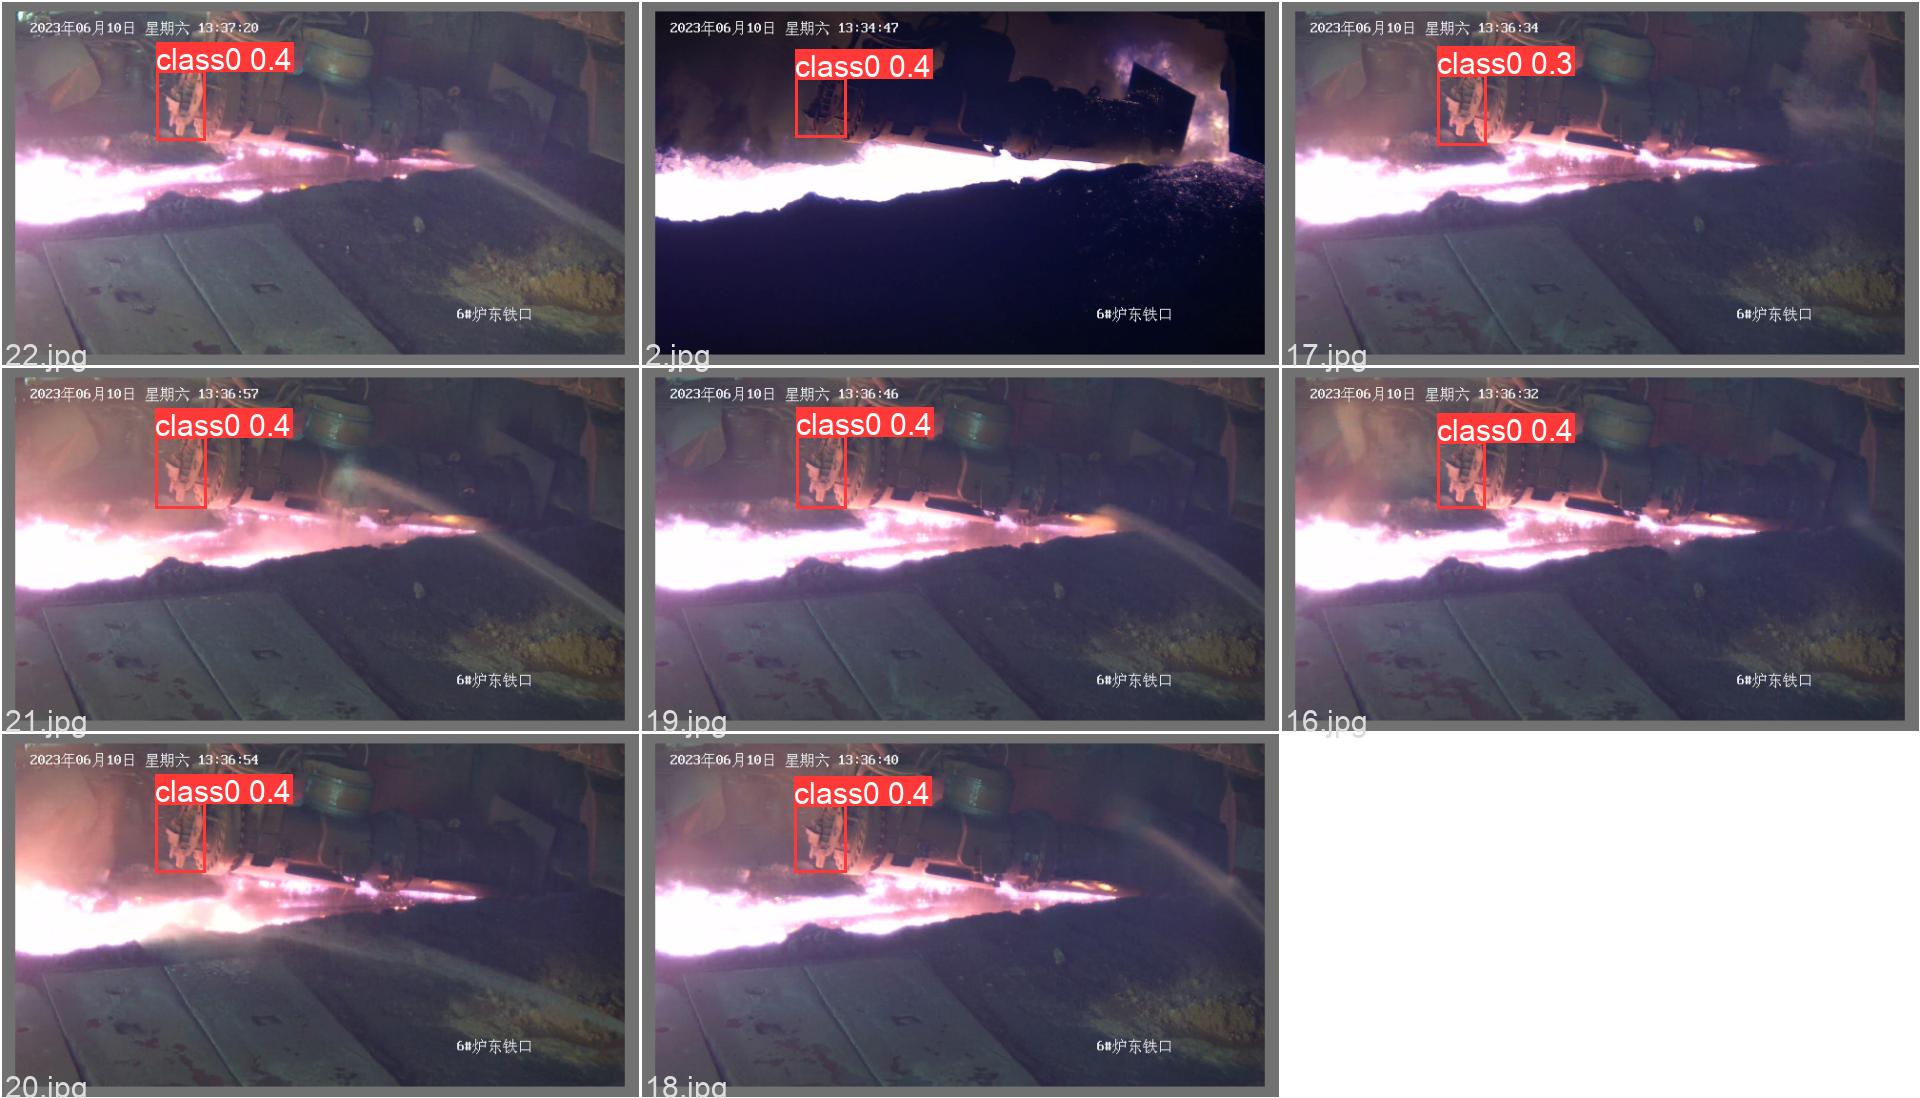 2023年06月10日 星期六 13:37:20
class0 0.4
6#炉东铁口
22.jpg
2023年06月10日 星期六 13:34:47
class0 0.4
6#炉东铁口
2.jpg
2023年06月10日 星期六 13:36:34
class0 0.3
6#炉东铁口
17.jpg
2023年06月10日 星期六 13:36:57
class0 0.4
6#炉东铁口
21.jpg
2023年06月10日 星期六 13:36:46
class0 0.4
6#炉东铁口
19.jpg
2023年06月10日 星期六 13:36:32
class0 0.4
6#炉东铁口
16.jpg
2023年06月10日 星期六 13:36:54
class0 0.4
6#炉东铁口
20.jpg
2023年06月10日 星期六 13:36:40
class0 0.4
6#炉东铁口
18.jpg